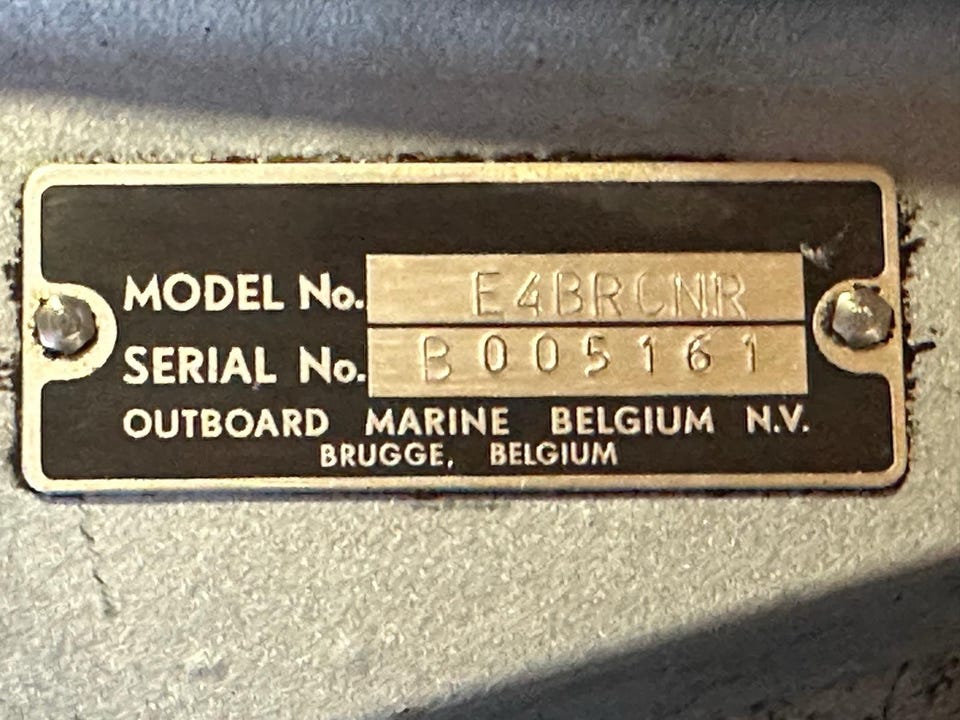 MODEL No. E4BRCNR
SERIAL No. B005161
OUTBOARD MARINE BELGIUM N.V.
BRUGGE, BELGIUM